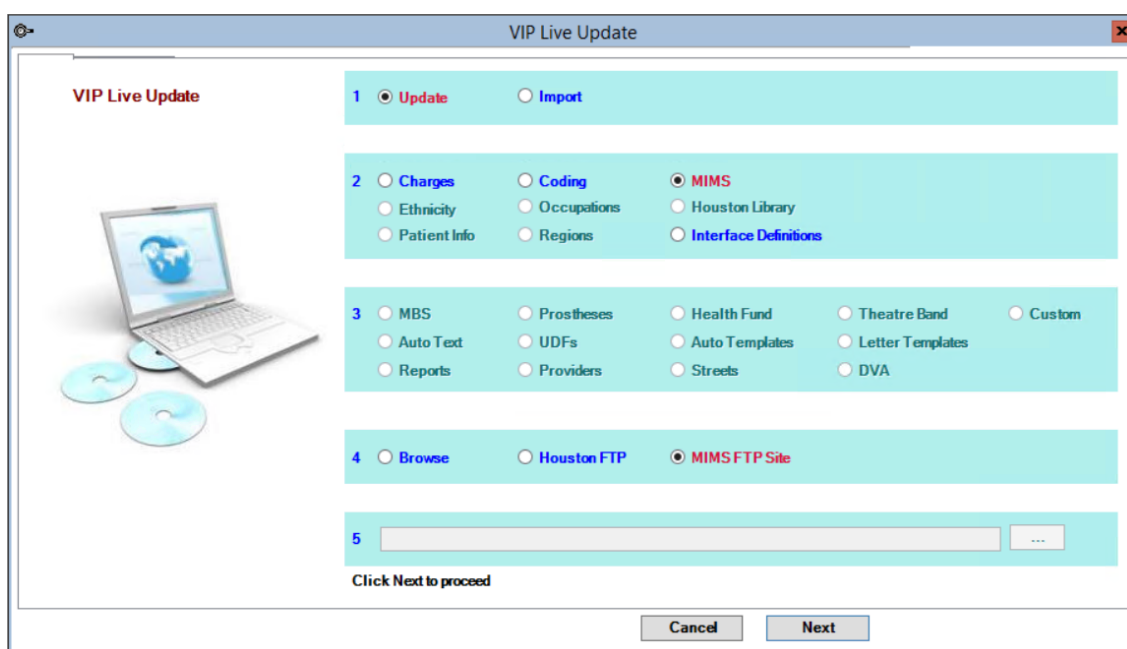 VIP Live Update
VIP Live Update
1 Update Import
2 Charges Coding MIMS
Ethnicity Occupations Houston Library
Patient Info Regions Interface Definitions
3 MBS Prostheses Health Fund Theatre Band Custom
Auto Text UDFs Auto Templates Letter Templates
Reports Providers Streets DVA
4 Browse Houston FTP MIMS FTP Site
5 ...
Click Next to proceed
Cancel Next